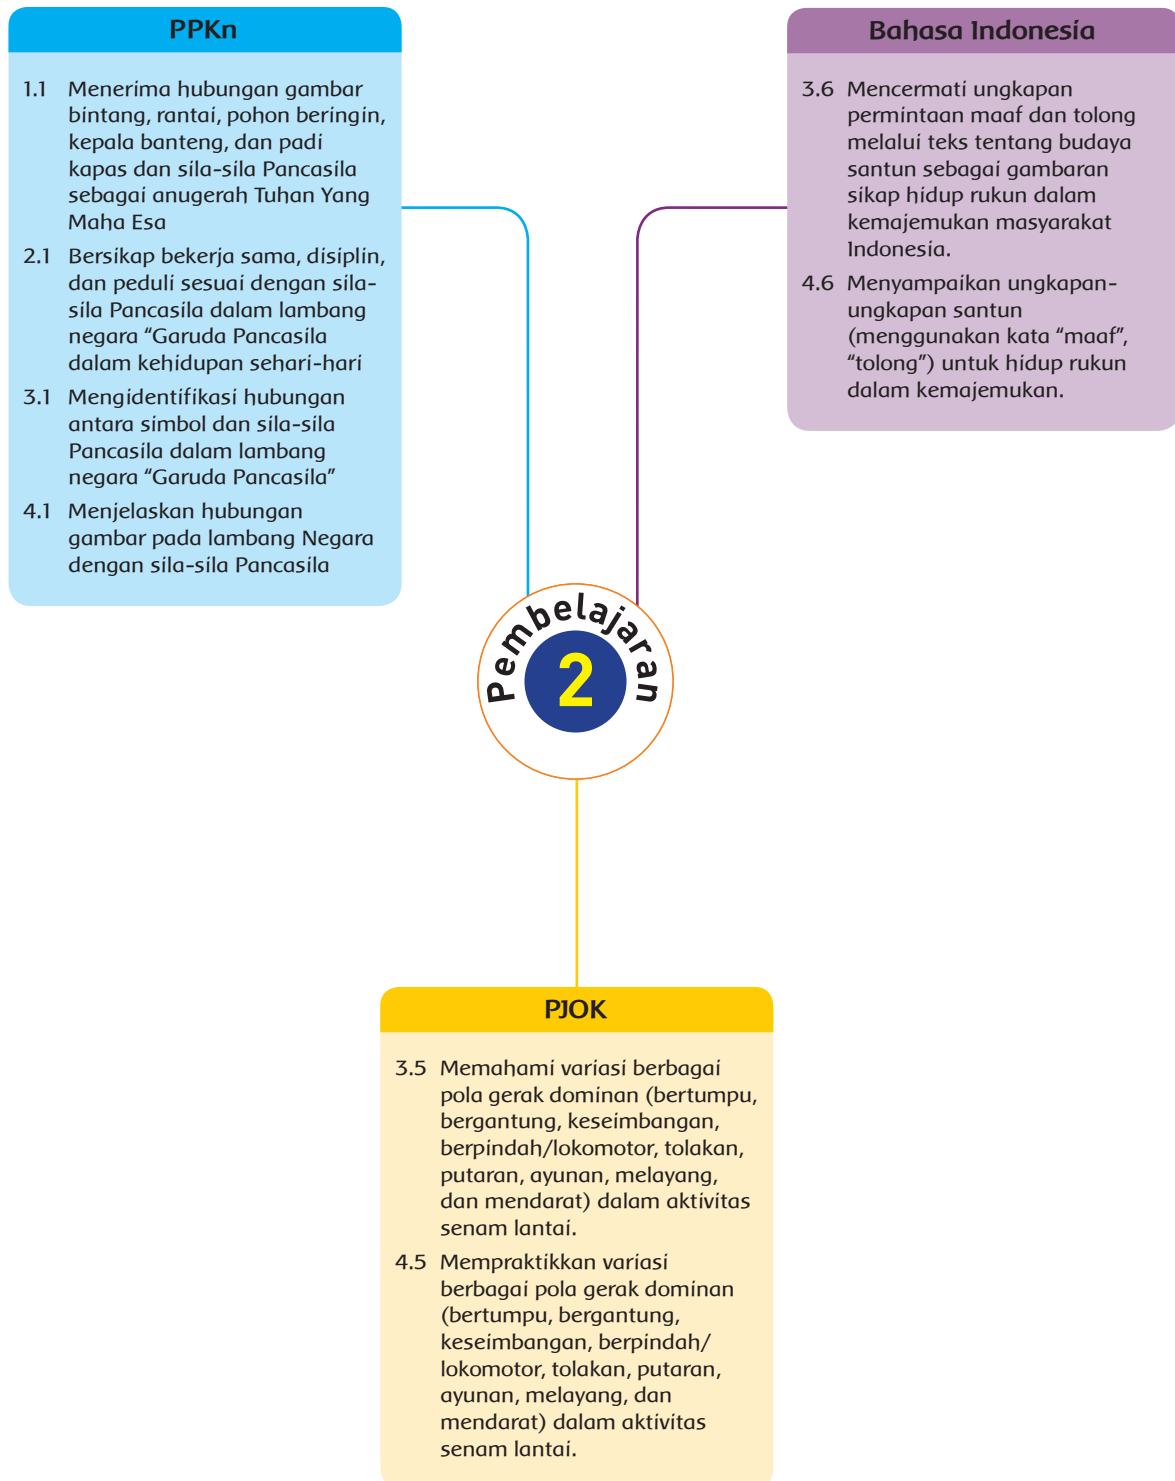 PPKn
1.1 Menerima hubungan gambar
bintang, rantai, pohon beringin,
kepala banteng, dan padi
kapas dan sila-sila Pancasila
sebagai anugerah Tuhan Yang
Maha Esa
2.1 Bersikap bekerja sama, disiplin,
dan peduli sesuai dengan sila-
sila Pancasila dalam lambang
negara “Garuda Pancasila
dalam kehidupan sehari-hari
3.1 Mengidentifikasi hubungan
antara simbol dan sila-sila
Pancasila dalam lambang
negara “Garuda Pancasila”
4.1 Menjelaskan hubungan
gambar pada lambang Negara
dengan sila-sila Pancasila
Bahasa Indonesia
3.6 Mencermati ungkapan
permintaan maaf dan tolong
melalui teks tentang budaya
santun sebagai gambaran
sikap hidup rukun dalam
kemajemukan masyarakat
Indonesia.
4.6 Menyampaikan ungkapan-
ungkapan santun
(menggunakan kata “maaf”,
“tolong”) untuk hidup rukun
dalam kemajemukan.
Pembelajaran
2
PJOK
3.5 Memahami variasi berbagai
pola gerak dominan (bertumpu,
bergantung, keseimbangan,
berpindah/lokomotor, tolakan,
putaran, ayunan, melayang,
dan mendarat) dalam aktivitas
senam lantai.
4.5 Mempraktikkan variasi
berbagai pola gerak dominan
(bertumpu, bergantung,
keseimbangan, berpindah/
lokomotor, tolakan, putaran,
ayunan, melayang, dan
mendarat) dalam aktivitas
senam lantai.